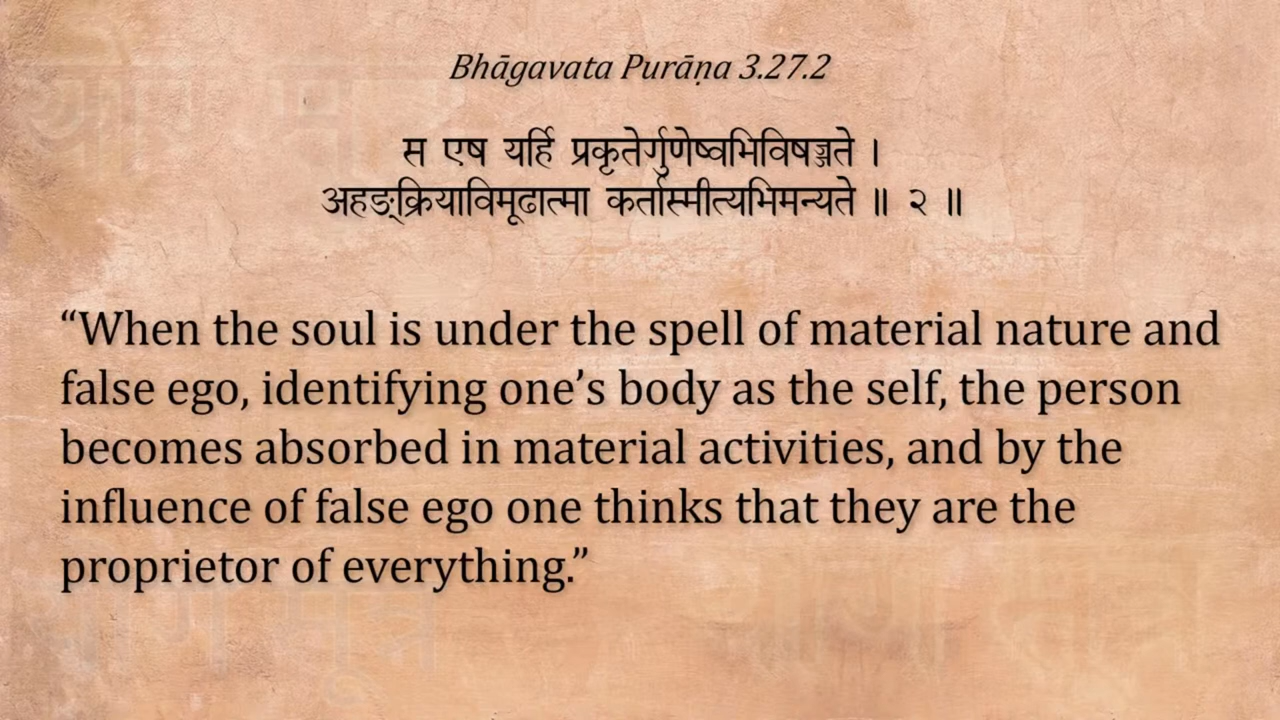 Bhāgavata Purāṇa 3.27.2
स एष यर्हि प्रकृतेर्गुणेष्वभिविषज्जते ।
अहङ्‌क्रियाविमूढात्मा कर्तास्मीत्यभिमन्यते ॥ २ ॥
“When the soul is under the spell of material nature and
false ego, identifying one’s body as the self, the person
becomes absorbed in material activities, and by the
influence of false ego one thinks that they are the
proprietor of everything.”